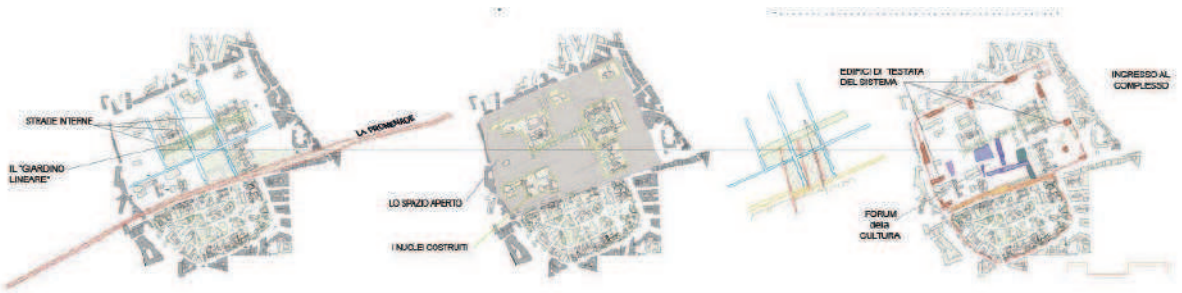 STRADE INTERNE
IL "GIARDINO
LINEARE"
LA PROMENADE
LO SPAZIO APERTO
I NUCLEI COSTRUITI
EDIFICI DI TESTATA
DEL SISTEMA
INGRESSO AL
COMPLESSO
FORUM
della
CULTURA